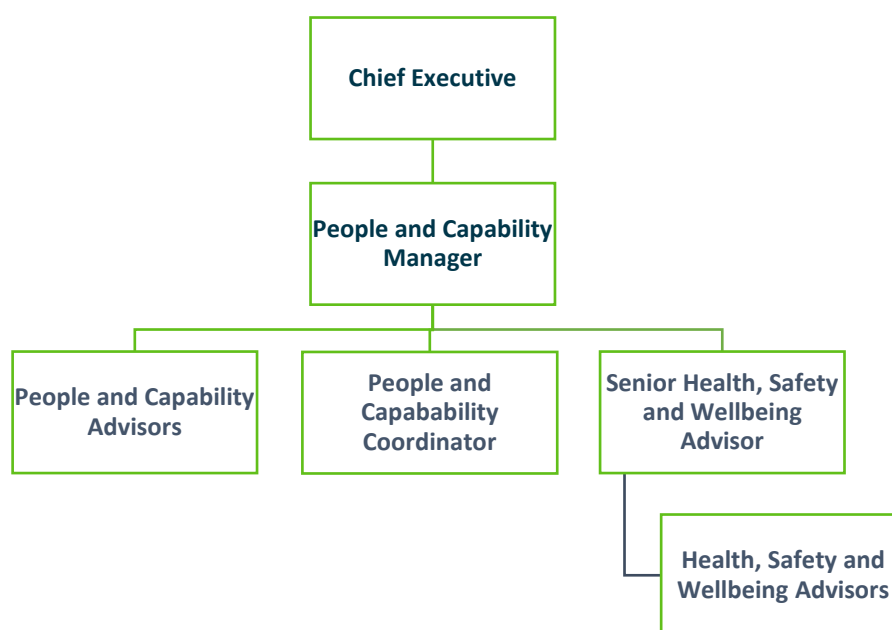 Chief Executive
People and Capability
Manager
People and Capability
Advisors
People and
Capabability
Coordinator
Senior Health, Safety
and Wellbeing
Advisor
Health, Safety and
Wellbeing Advisors